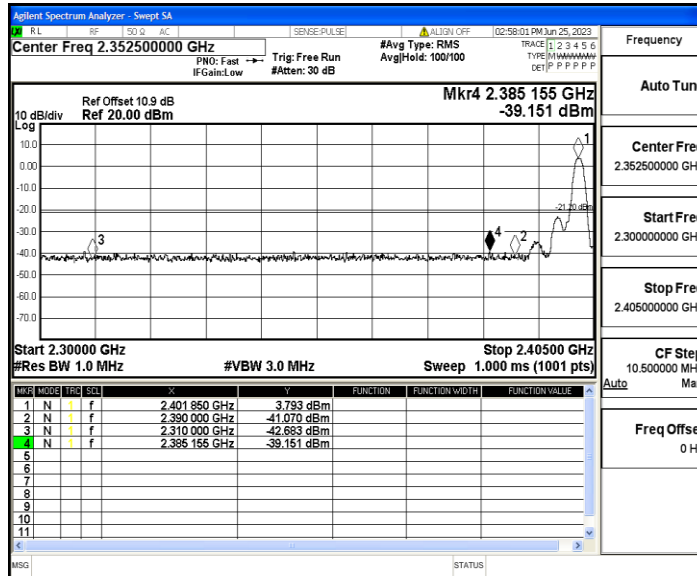 Agilent Spectrum Analyzer - Swept SA
RL RF 50 Ω AC SENSE:PULSE ALIGN OFF 02:58:01 PM Jun 25, 2023
Center Freq 2.352500000 GHz
PNO: Fast
IFGain:Low
Trig: Free Run
#Atten: 30 dB
#Avg Type: RMS
Avg|Hold: 100/100
TRACE 1 2 3 4 5 6
TYPE M W W W W W
DET P P P P P P
Ref Offset 10.9 dB
10 dB/div Ref 20.00 dBm
Log
Mkr4 2.385 155 GHz
-39.151 dBm
10.0
0.00
-10.0
-20.0
-30.0
-40.0
-50.0
-60.0
-70.0
1
-21.20 dBm
3
4
2
Start 2.30000 GHz Stop 2.40500 GHz
#Res BW 1.0 MHz #VBW 3.0 MHz Sweep 1.000 ms (1001 pts)
MKR MODE TRC SCL X Y FUNCTION FUNCTION WIDTH FUNCTION VALUE
1 N 1 f 2.401 850 GHz 3.793 dBm
2 N 1 f 2.390 000 GHz -41.070 dBm
3 N 1 f 2.310 000 GHz -42.683 dBm
4 N 1 f 2.385 155 GHz -39.151 dBm
5
6
7
8
9
10
11
MSG STATUS
Frequency
Auto Tun
Center Fre
2.352500000 GH
Start Fre
2.300000000 GH
Stop Fre
2.405000000 GH
CF Step
10.500000 MH
Auto Ma
Freq Offse
0 H